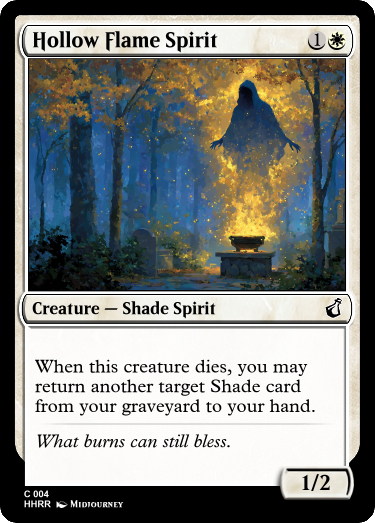 Hollow Flame Spirit 1
Creature — Shade Spirit
When this creature dies, you may
return another target Shade card
from your graveyard to your hand.
What burns can still bless.
1/2
C 004
HHRR Midjourney